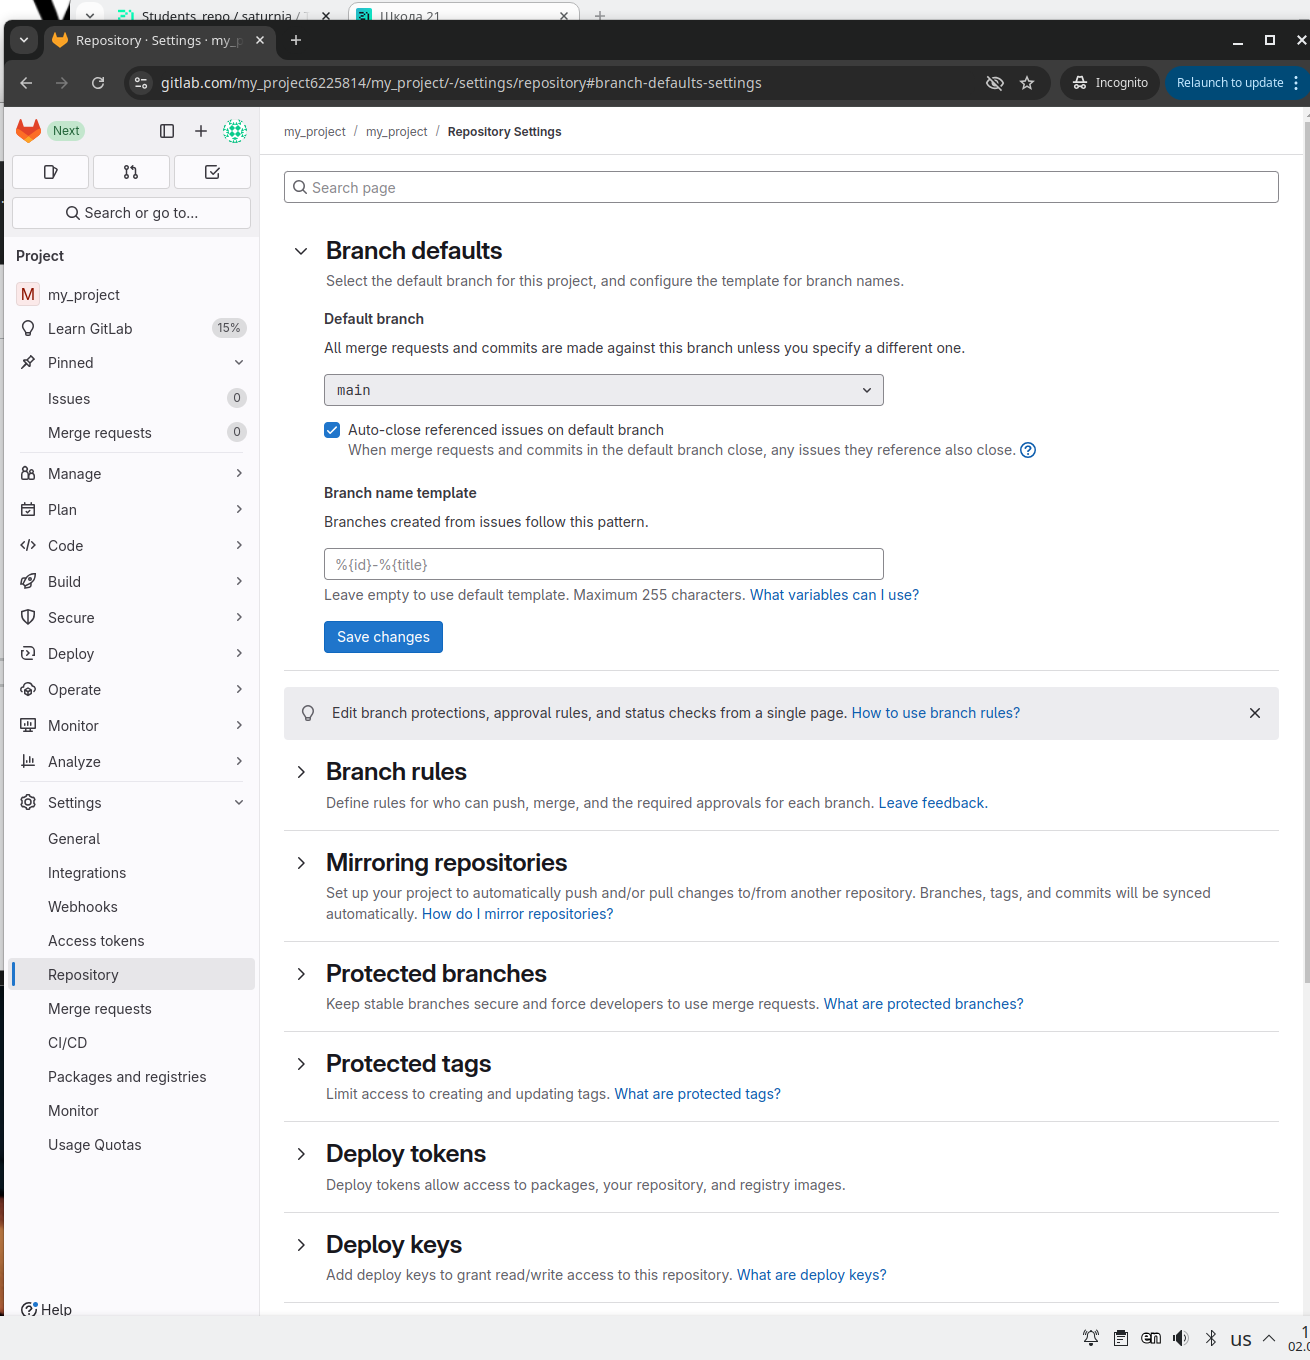 Students_repo / saturnia /
Школа 21
Repository · Settings · my_p
gitlab.com/my_project6225814/my_project/-/settings/repository#branch-defaults-settings
Incognito
Relaunch to update
Next
my_project / my_project / Repository Settings
Search page
Search or go to...
Project
M my_project
Learn GitLab 15%
Pinned
Issues 0
Merge requests 0
Manage
Plan
Code
Build
Secure
Deploy
Operate
Monitor
Analyze
Settings
General
Integrations
Webhooks
Access tokens
Repository
Merge requests
CI/CD
Packages and registries
Monitor
Usage Quotas
Help
Branch defaults
Select the default branch for this project, and configure the template for branch names.
Default branch
All merge requests and commits are made against this branch unless you specify a different one.
main
Auto-close referenced issues on default branch
When merge requests and commits in the default branch close, any issues they reference also close.
Branch name template
Branches created from issues follow this pattern.
%{id}-%{title}
Leave empty to use default template. Maximum 255 characters. What variables can I use?
Save changes
Edit branch protections, approval rules, and status checks from a single page. How to use branch rules?
Branch rules
Define rules for who can push, merge, and the required approvals for each branch. Leave feedback.
Mirroring repositories
Set up your project to automatically push and/or pull changes to/from another repository. Branches, tags, and commits will be synced
automatically. How do I mirror repositories?
Protected branches
Keep stable branches secure and force developers to use merge requests. What are protected branches?
Protected tags
Limit access to creating and updating tags. What are protected tags?
Deploy tokens
Deploy tokens allow access to packages, your repository, and registry images.
Deploy keys
Add deploy keys to grant read/write access to this repository. What are deploy keys?
en
us
1
02.0